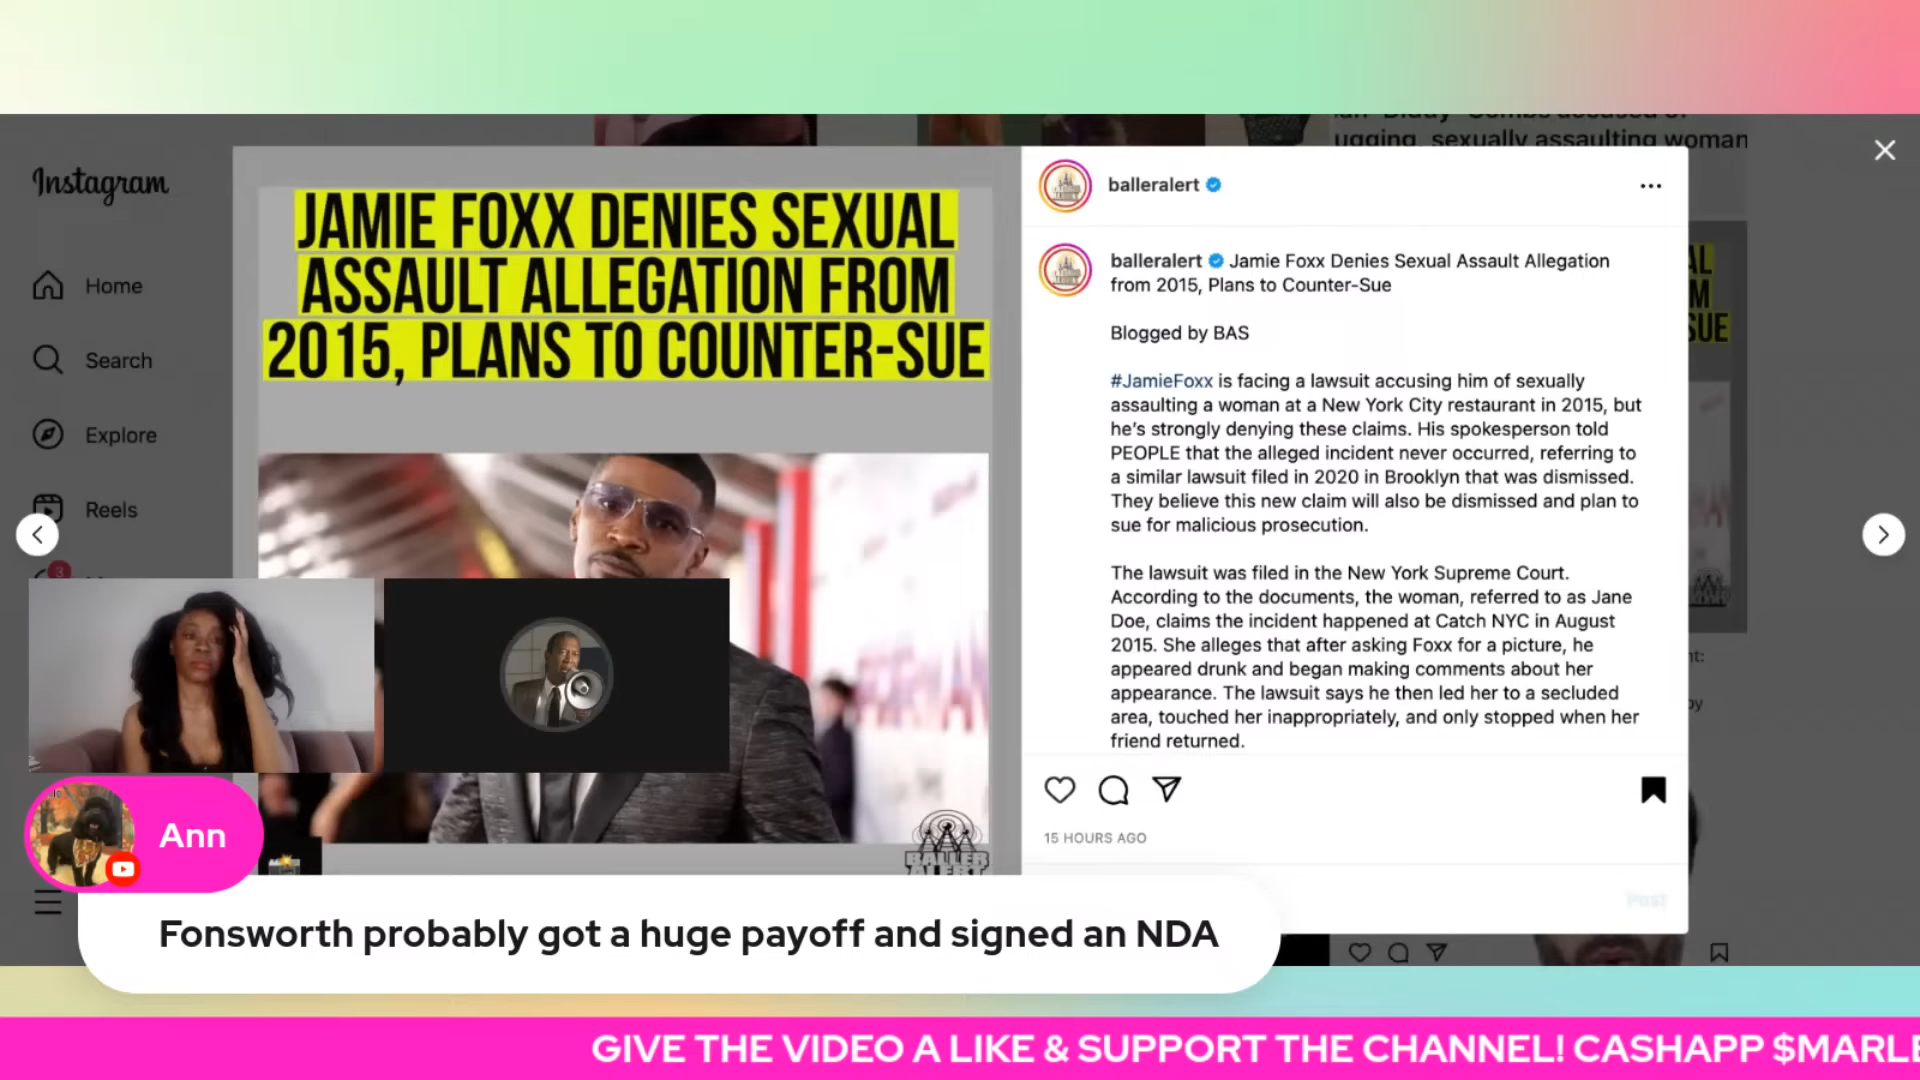 Instagram
Home
Search
Explore
Reels
3
JAMIE FOXX DENIES SEXUAL
ASSAULT ALLEGATION FROM
2015, PLANS TO COUNTER-SUE
BALLER
ALERT
ugging, sexually assaulting woman
balleralert
balleralert Jamie Foxx Denies Sexual Assault Allegation
from 2015, Plans to Counter-Sue
Blogged by BAS
#JamieFoxx is facing a lawsuit accusing him of sexually
assaulting a woman at a New York City restaurant in 2015, but
he's strongly denying these claims. His spokesperson told
PEOPLE that the alleged incident never occurred, referring to
a similar lawsuit filed in 2020 in Brooklyn that was dismissed.
They believe this new claim will also be dismissed and plan to
sue for malicious prosecution.
The lawsuit was filed in the New York Supreme Court.
According to the documents, the woman, referred to as Jane
Doe, claims the incident happened at Catch NYC in August
2015. She alleges that after asking Foxx for a picture, he
appeared drunk and began making comments about her
appearance. The lawsuit says he then led her to a secluded
area, touched her inappropriately, and only stopped when her
friend returned.
15 HOURS AGO
POST
Ann
Fonsworth probably got a huge payoff and signed an NDA
GIVE THE VIDEO A LIKE & SUPPORT THE CHANNEL! CASHAPP $MARLE